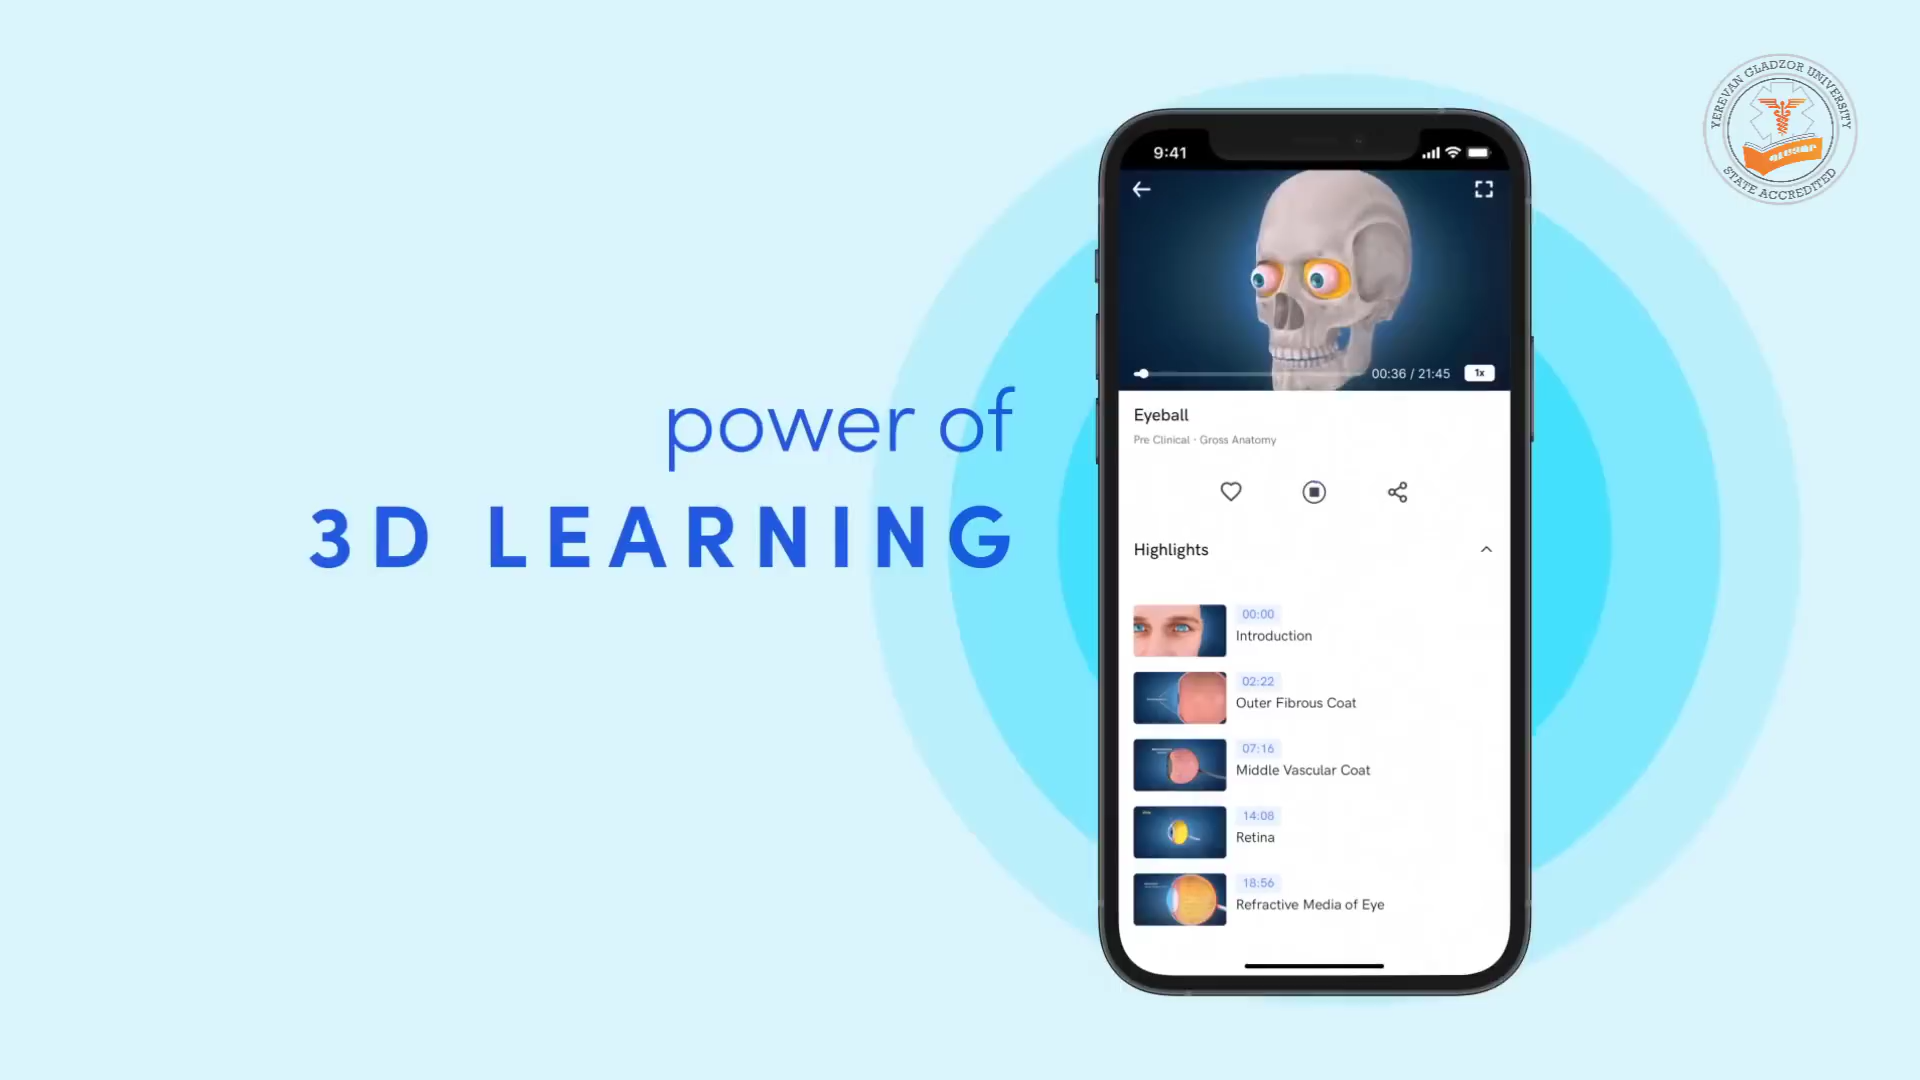 power of
3D LEARNING
9:41
00:36 / 21:45
1x
Eyeball
Pre Clinical · Gross Anatomy
Highlights
00:00
Introduction
02:22
Outer Fibrous Coat
07:16
Middle Vascular Coat
14:08
Retina
18:56
Refractive Media of Eye
YEREVAN GLADZOR UNIVERSITY
STATE ACCREDITED